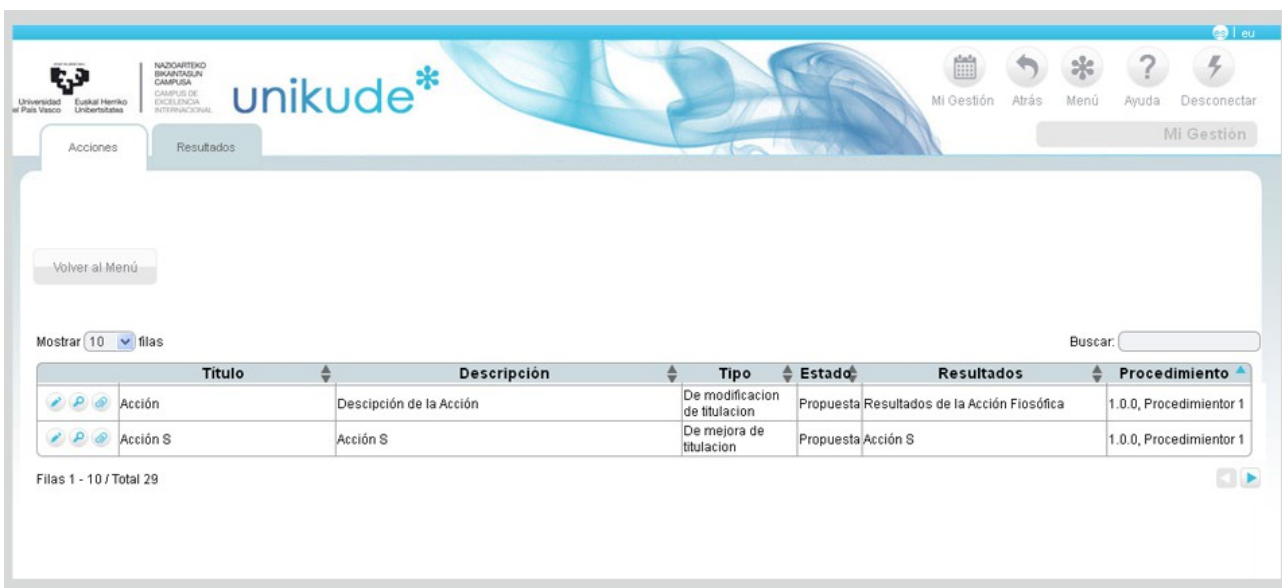 es | eu
NAZIOARTEKO
BIKAINTASUN
CAMPUSA
CAMPUS DE
EXCELENCIA
INTERNACIONAL
Universidad Euskal Herriko
el País Vasco Unibertsitatea
unikude*
Mi Gestión Atrás Menú Ayuda Desconectar
Mi Gestión
Acciones Resultados
Volver al Menú
Mostrar 10 filas Buscar:
Título Descripción Tipo Estado Resultados Procedimiento
Acción Descipción de la Acción De modificacion de titulacion Propuesta Resultados de la Acción Fiosófica 1.0.0, Procedimientor 1
Acción S Acción S De mejora de titulacion Propuesta Acción S 1.0.0, Procedimientor 1
Filas 1 - 10 / Total 29